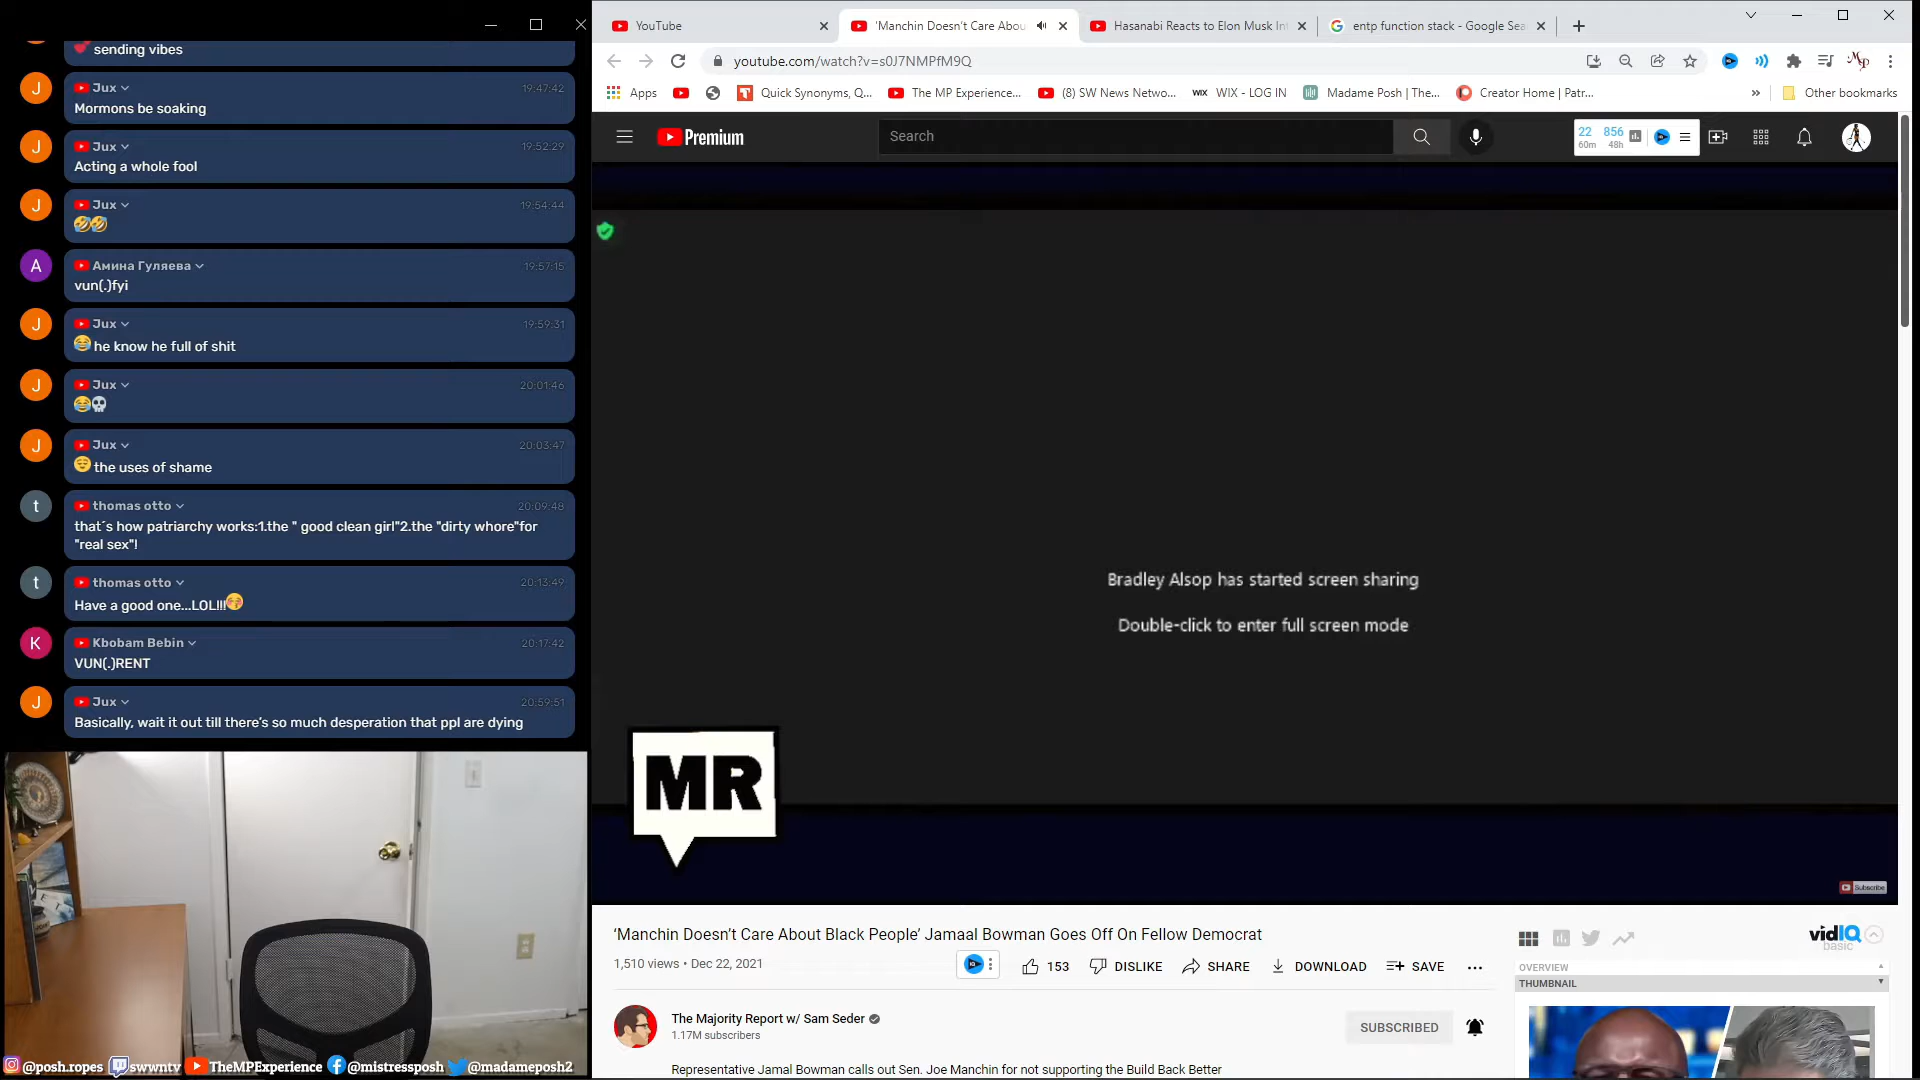 sending vibes
J
Jux
19:47:42
Mormons be soaking
J
Jux
19:52:29
Acting a whole fool
J
Jux
19:54:44
A
Амина Гуляева
19:57:15
vun(.)fyi
J
Jux
19:59:31
he know he full of shit
J
Jux
20:01:46
J
Jux
20:03:47
the uses of shame
t
thomas otto
20:09:48
that´s how patriarchy works:1.the " good clean girl"2.the "dirty whore"for
"real sex"!
t
thomas otto
20:13:49
Have a good one...LOL!!!
K
Kbobam Bebin
20:17:42
VUN(.)RENT
J
Jux
20:59:51
Basically, wait it out till there's so much desperation that ppl are dying
@posh.ropes swwntv TheMPExperience @mistressposh @madameposh2
YouTube
'Manchin Doesn't Care Abou
Hasanabi Reacts to Elon Musk In
entp function stack - Google Sea
youtube.com/watch?v=s0J7NMPfM9Q
Apps
Quick Synonyms, Q...
The MP Experience...
(8) SW News Netwo...
WIX WIX - LOG IN
Madame Posh | The...
Creator Home | Patr...
»
Other bookmarks
Premium
Search
22 856
60m 48h
Bradley Alsop has started screen sharing
Double-click to enter full screen mode
MR
Subscribe
‘Manchin Doesn’t Care About Black People’ Jamaal Bowman Goes Off On Fellow Democrat
1,510 views • Dec 22, 2021
153
DISLIKE
SHARE
DOWNLOAD
SAVE
The Majority Report w/ Sam Seder
1.17M subscribers
SUBSCRIBED
Representative Jamal Bowman calls out Sen. Joe Manchin for not supporting the Build Back Better
vidIQ
basic
OVERVIEW
THUMBNAIL